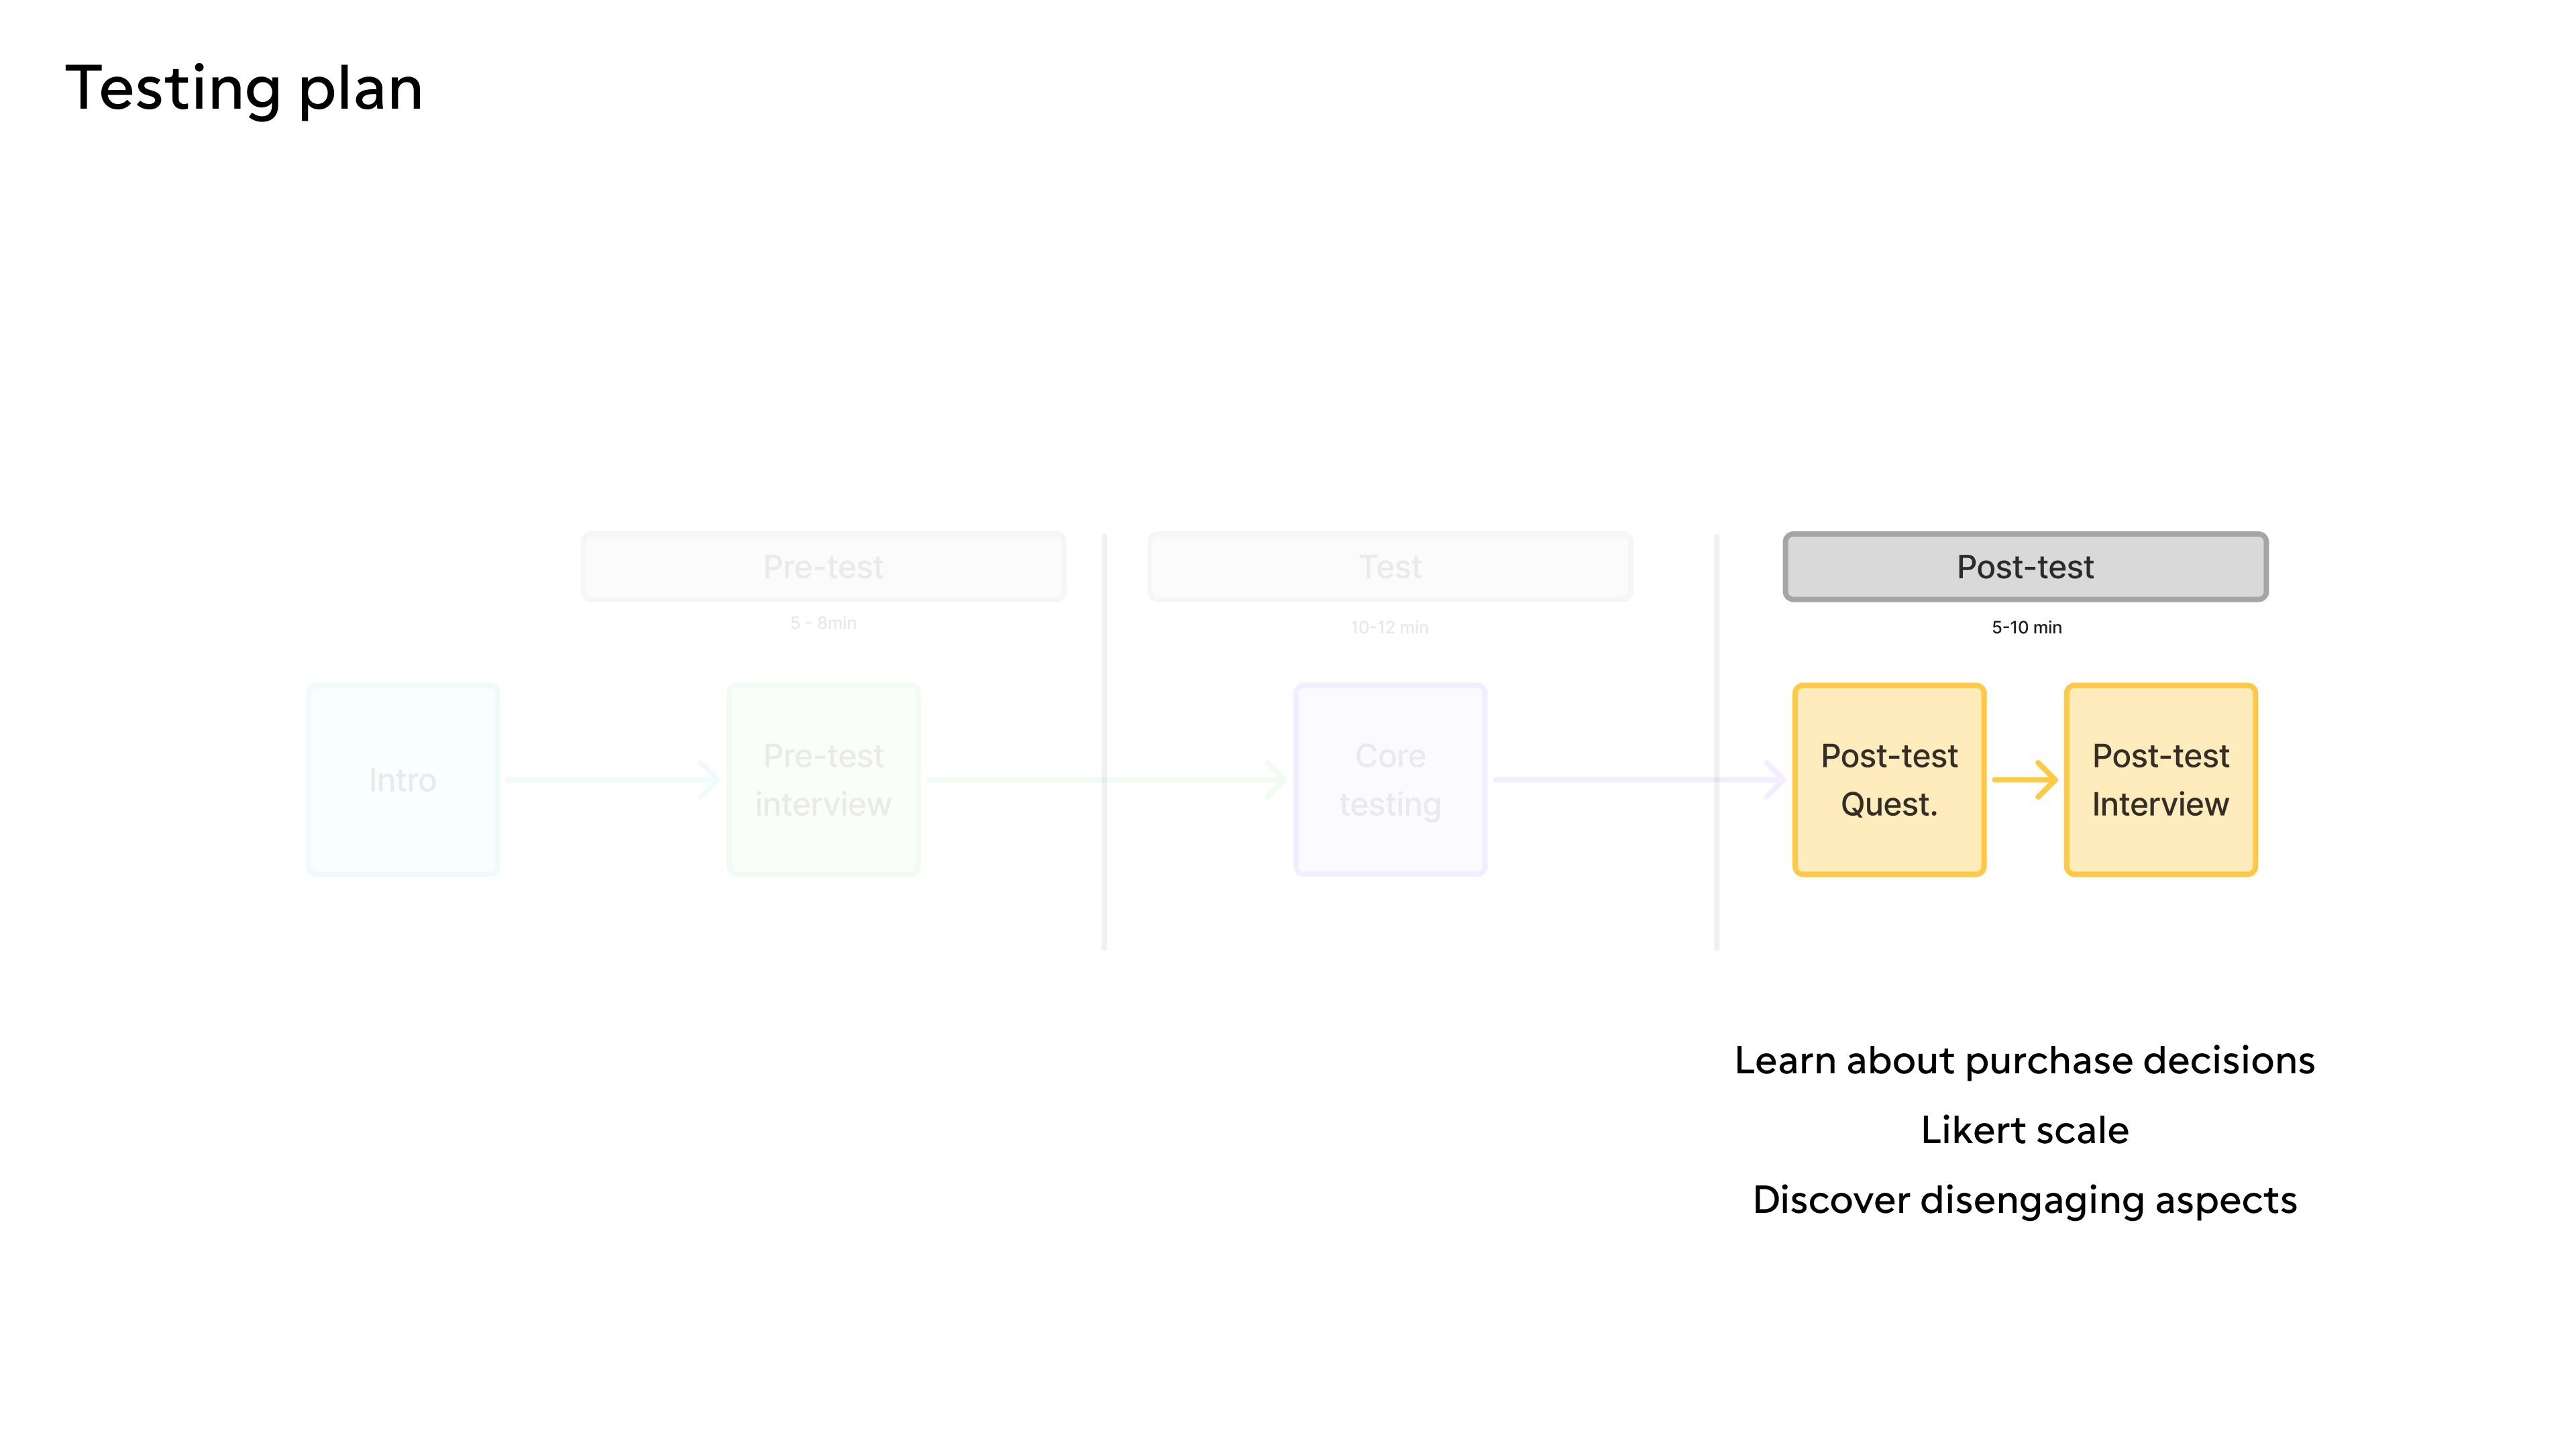 Testing plan
Pre-test
Test
Post-test
5 - 8min
10-12 min
5-10 min
Intro
Pre-test
interview
Core
testing
Post-test
Quest.
Post-test
Interview
Learn about purchase decisions
Likert scale
Discover disengaging aspects